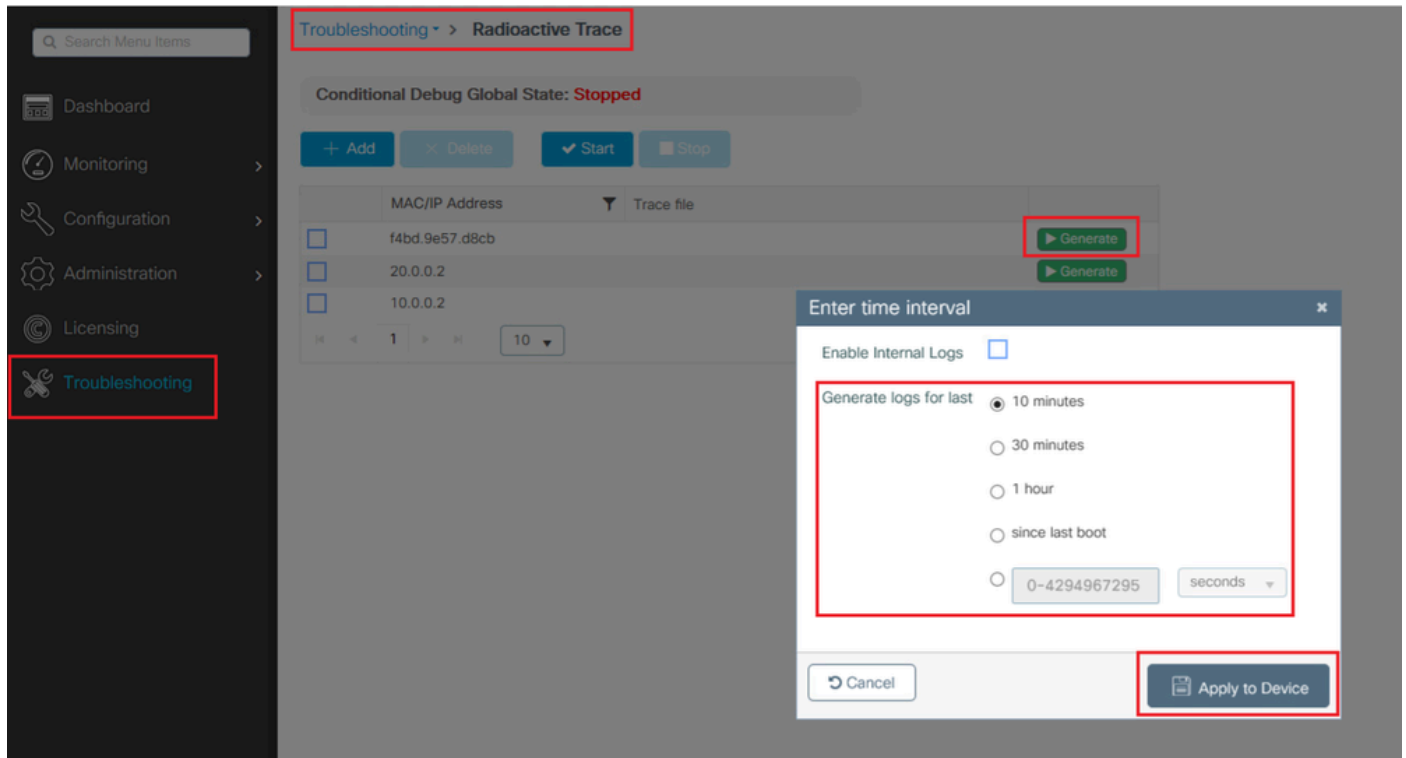 Search Menu Items
Dashboard
Monitoring
Configuration
Administration
Licensing
Troubleshooting
Troubleshooting > Radioactive Trace
Conditional Debug Global State: Stopped
+ Add × Delete Start Stop
MAC/IP Address Trace file
f4bd.9e57.d8cb Generate
20.0.0.2 Generate
10.0.0.2
1 10
Enter time interval ×
Enable Internal Logs
Generate logs for last 10 minutes
30 minutes
1 hour
since last boot
0-4294967295 seconds
Cancel Apply to Device